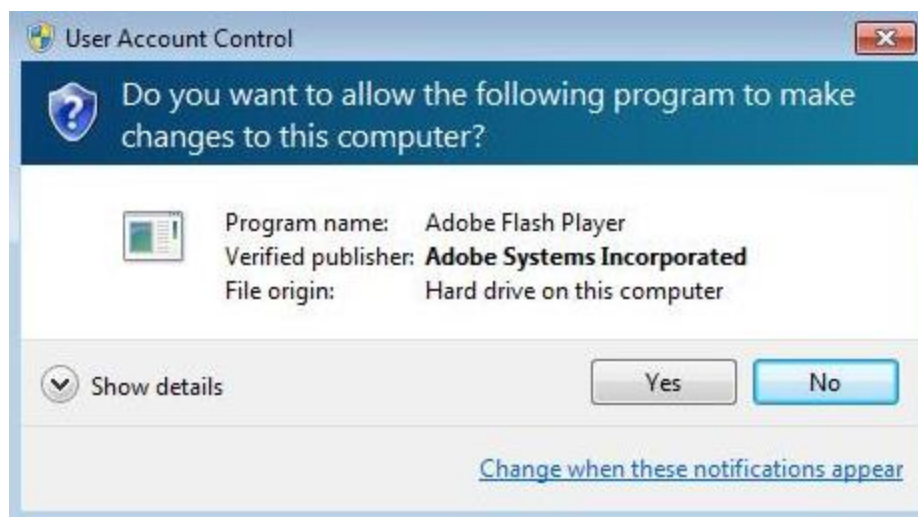 User Account Control
Do you want to allow the following program to make
changes to this computer?
Program name: Adobe Flash Player
Verified publisher: Adobe Systems Incorporated
File origin: Hard drive on this computer
Show details
Yes
No
Change when these notifications appear